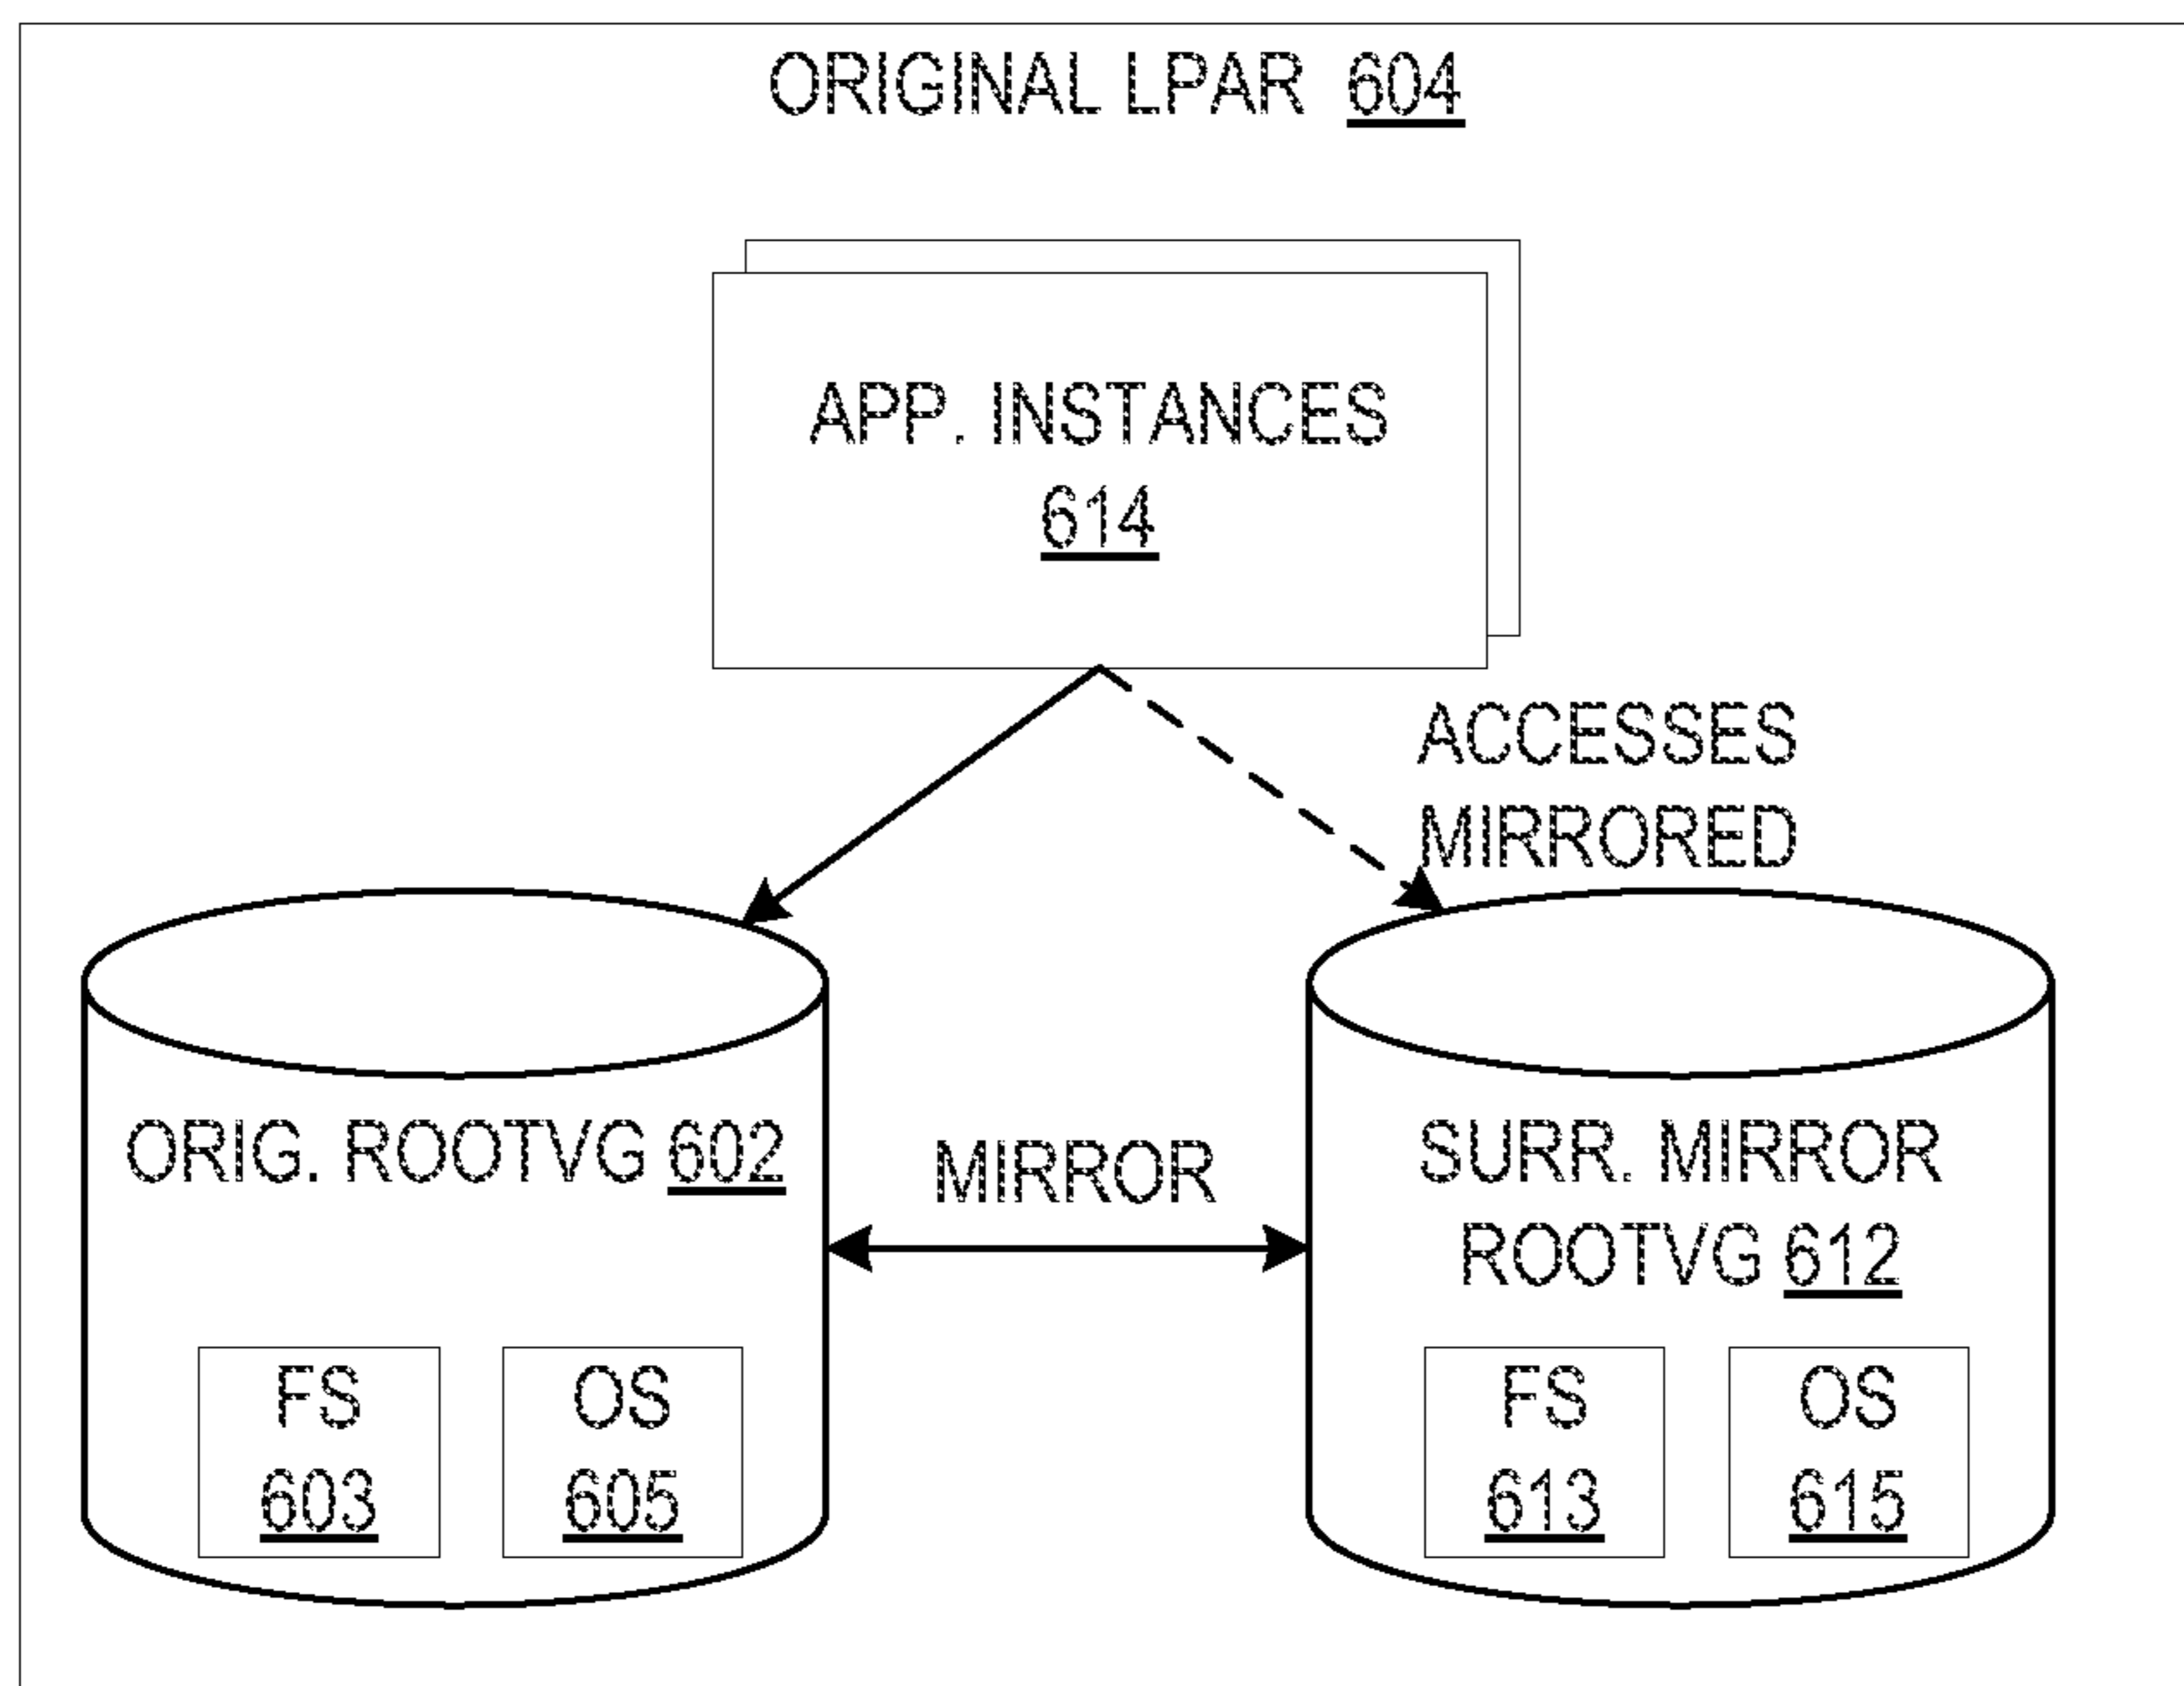 ORIGINAL LPAR 604
APP. INSTANCES
614
ACCESSES
MIRRORED
ORIG. ROOTVG 602
MIRROR
SURR. MIRROR
ROOTVG 612
FS
603
OS
605
FS
613
OS
615